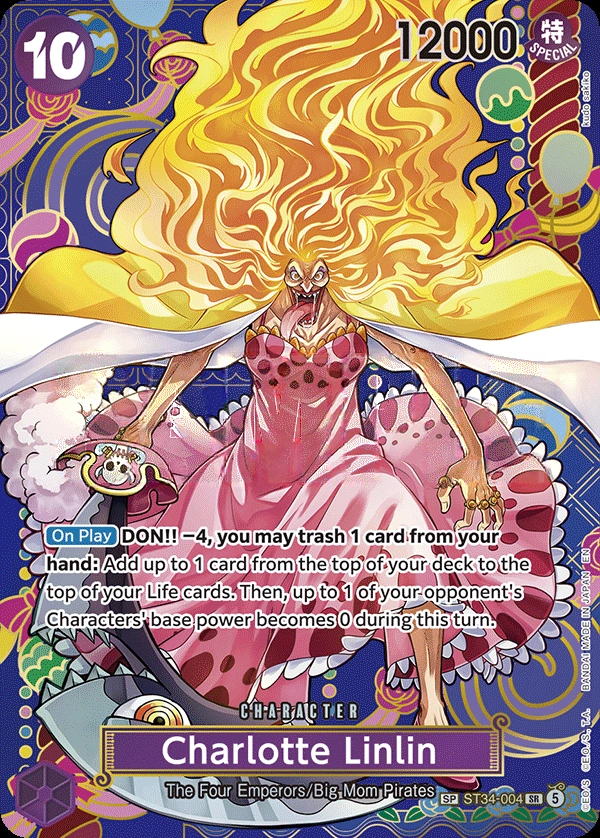 10
12000
特
SPECIAL
kudo sakiko
On Play DON!! −4, you may trash 1 card from your
hand: Add up to 1 card from the top of your deck to the
top of your Life cards. Then, up to 1 of your opponent's
Characters' base power becomes 0 during this turn.
CHARACTER
Charlotte Linlin
The Four Emperors/Big Mom Pirates
SP ST34-004 SR 5
©E.O./S. ©E.O./S., T.A. BANDAI MADE IN JAPAN EN